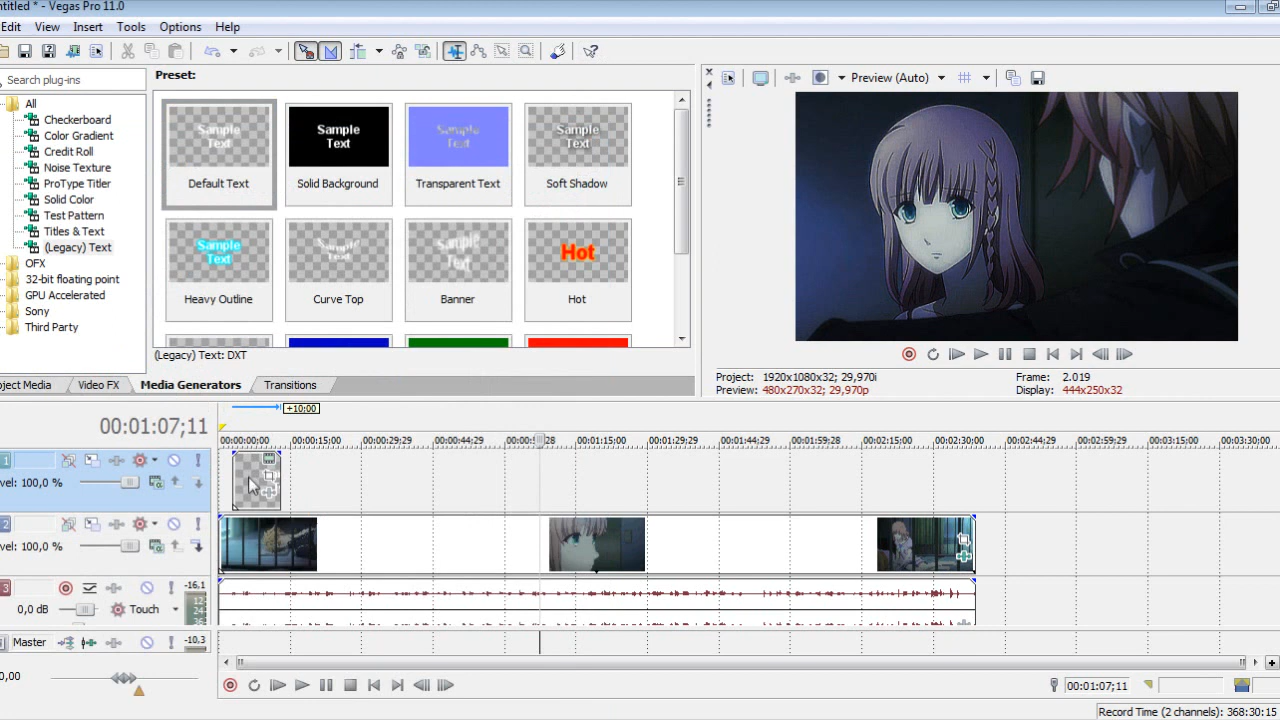 ntitled * - Vegas Pro 11.0
Edit View Insert Tools Options Help
Search plug-ins
All
Checkerboard
Color Gradient
Credit Roll
Noise Texture
ProType Titler
Solid Color
Test Pattern
Titles & Text
(Legacy) Text
OFX
32-bit floating point
GPU Accelerated
Sony
Third Party
Preset:
Sample Text
Sample Text
Sample Text
Sample Text
Default Text
Solid Background
Transparent Text
Soft Shadow
Sample Text
Sample
Sample Text
Hot
Heavy Outline
Curve Top
Banner
Hot
(Legacy) Text: DXT
oject Media Video FX Media Generators Transitions
Preview (Auto)
Project: 1920x1080x32; 29,970i
Preview: 480x270x32; 29,970p
Frame: 2.019
Display: 444x250x32
00:01:07;11
+10:00
00:00:00;00 00:00:15;00 00:00:29;29 00:00:44;29 00:01:15;00 00:01:29;29 00:01:44;29 00:01:59;28 00:02:15;00 00:02:30;00 00:02:44;29 00:02:59;29 00:03:15;00 00:03:30;00
1
vel: 100,0 %
2
vel: 100,0 %
3
-16,1
0,0 dB
Touch
Master
-10,3
0,00
00:01:07;11
Record Time (2 channels): 368:30:15